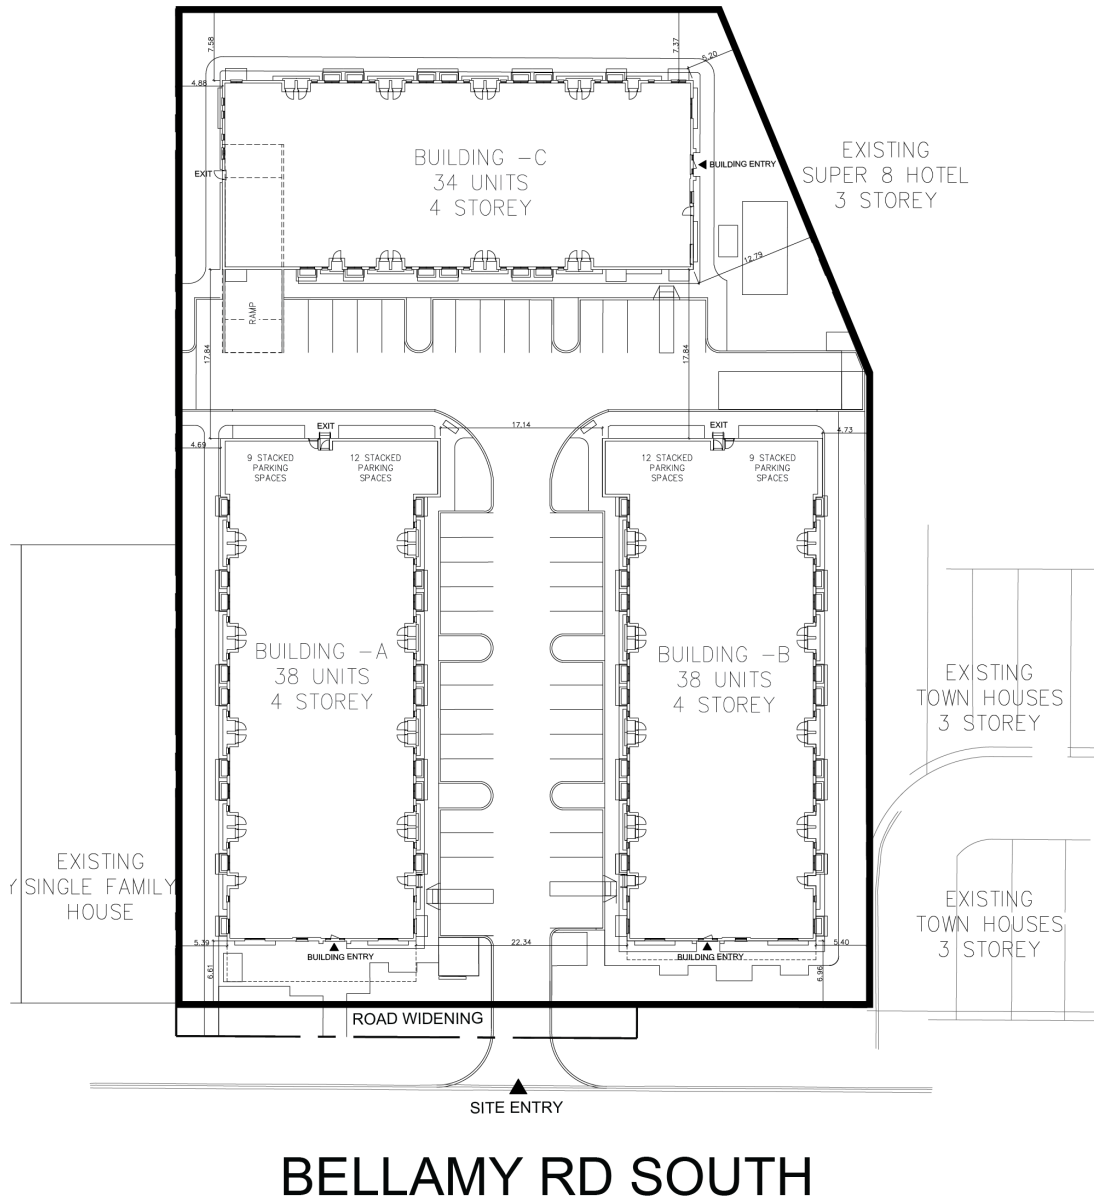 7.58
7.37
5.20
4.88
BUILDING -C
34 UNITS
4 STOREY
BUILDING ENTRY
EXIT
EXISTING
SUPER 8 HOTEL
3 STOREY
12.79
RAMP
17.84
17.84
EXIT
17.14
EXIT
4.69
4.73
9 STACKED
PARKING
SPACES
12 STACKED
PARKING
SPACES
12 STACKED
PARKING
SPACES
9 STACKED
PARKING
SPACES
BUILDING -A
38 UNITS
4 STOREY
BUILDING -B
38 UNITS
4 STOREY
EXISTING
TOWN HOUSES
3 STOREY
EXISTING
Y SINGLE FAMILY
HOUSE
EXISTING
TOWN HOUSES
3 STOREY
5.39
22.34
5.40
BUILDING ENTRY
BUILDING ENTRY
6.61
6.96
ROAD WIDENING
SITE ENTRY
BELLAMY RD SOUTH